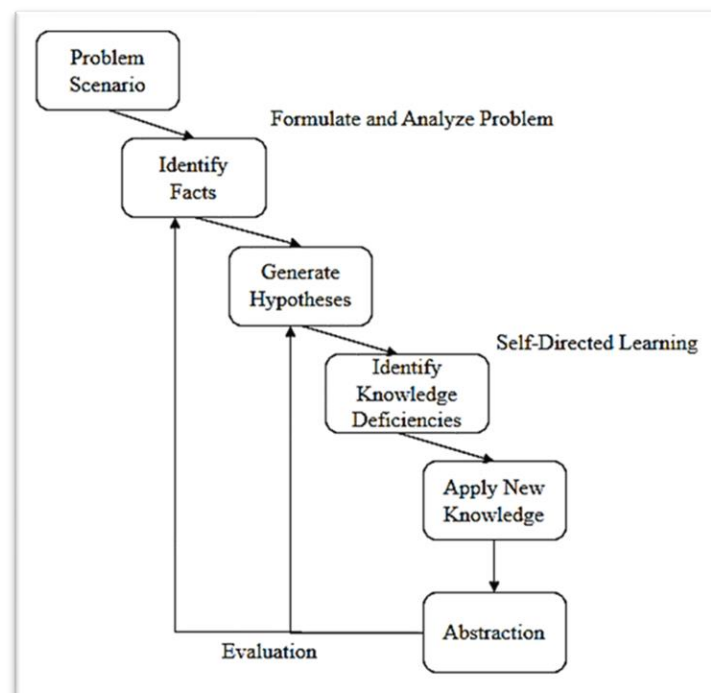 Problem
Scenario
Formulate and Analyze Problem
Identify
Facts
Generate
Hypotheses
Self-Directed Learning
Identify
Knowledge
Deficiencies
Apply New
Knowledge
Abstraction
Evaluation